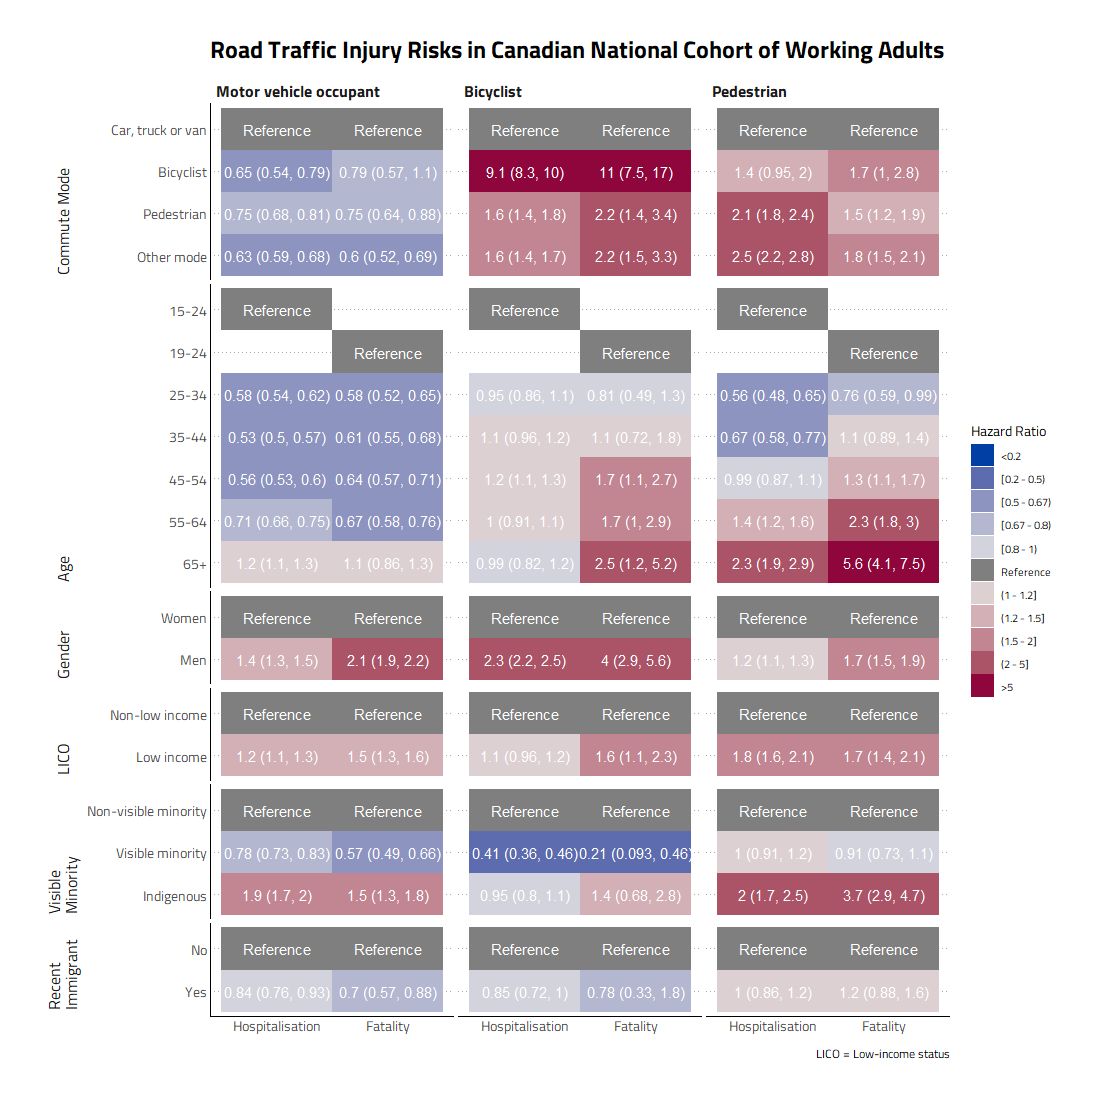 Road Traffic Injury Risks in Canadian National Cohort of Working Adults
Motor vehicle occupant Bicyclist Pedestrian
Commute Mode
Car, truck or van Reference Reference Reference Reference Reference Reference
Bicyclist 0.65 (0.54, 0.79) 0.79 (0.57, 1.1) 9.1 (8.3, 10) 11 (7.5, 17) 1.4 (0.95, 2) 1.7 (1, 2.8)
Pedestrian 0.75 (0.68, 0.81) 0.75 (0.64, 0.88) 1.6 (1.4, 1.8) 2.2 (1.4, 3.4) 2.1 (1.8, 2.4) 1.5 (1.2, 1.9)
Other mode 0.63 (0.59, 0.68) 0.6 (0.52, 0.69) 1.6 (1.4, 1.7) 2.2 (1.5, 3.3) 2.5 (2.2, 2.8) 1.8 (1.5, 2.1)
Age
15-24 Reference Reference Reference
19-24 Reference Reference Reference
25-34 0.58 (0.54, 0.62) 0.58 (0.52, 0.65) 0.95 (0.86, 1.1) 0.81 (0.49, 1.3) 0.56 (0.48, 0.65) 0.76 (0.59, 0.99)
35-44 0.53 (0.5, 0.57) 0.61 (0.55, 0.68) 1.1 (0.96, 1.2) 1.1 (0.72, 1.8) 0.67 (0.58, 0.77) 1.1 (0.89, 1.4)
45-54 0.56 (0.53, 0.6) 0.64 (0.57, 0.71) 1.2 (1.1, 1.3) 1.7 (1.1, 2.7) 0.99 (0.87, 1.1) 1.3 (1.1, 1.7)
55-64 0.71 (0.66, 0.75) 0.67 (0.58, 0.76) 1 (0.91, 1.1) 1.7 (1, 2.9) 1.4 (1.2, 1.6) 2.3 (1.8, 3)
65+ 1.2 (1.1, 1.3) 1.1 (0.86, 1.3) 0.99 (0.82, 1.2) 2.5 (1.2, 5.2) 2.3 (1.9, 2.9) 5.6 (4.1, 7.5)
Gender
Women Reference Reference Reference Reference Reference Reference
Men 1.4 (1.3, 1.5) 2.1 (1.9, 2.2) 2.3 (2.2, 2.5) 4 (2.9, 5.6) 1.2 (1.1, 1.3) 1.7 (1.5, 1.9)
LICO
Non-low income Reference Reference Reference Reference Reference Reference
Low income 1.2 (1.1, 1.3) 1.5 (1.3, 1.6) 1.1 (0.96, 1.2) 1.6 (1.1, 2.3) 1.8 (1.6, 2.1) 1.7 (1.4, 2.1)
Visible
Minority
Non-visible minority Reference Reference Reference Reference Reference Reference
Visible minority 0.78 (0.73, 0.83) 0.57 (0.49, 0.66) 0.41 (0.36, 0.46) 0.21 (0.093, 0.46) 1 (0.91, 1.2) 0.91 (0.73, 1.1)
Indigenous 1.9 (1.7, 2) 1.5 (1.3, 1.8) 0.95 (0.8, 1.1) 1.4 (0.68, 2.8) 2 (1.7, 2.5) 3.7 (2.9, 4.7)
Recent
Immigrant
No Reference Reference Reference Reference Reference Reference
Yes 0.84 (0.76, 0.93) 0.7 (0.57, 0.88) 0.85 (0.72, 1) 0.78 (0.33, 1.8) 1 (0.86, 1.2) 1.2 (0.88, 1.6)
Hospitalisation Fatality Hospitalisation Fatality Hospitalisation Fatality
LICO = Low-income status
Hazard Ratio
<0.2
[0.2 - 0.5)
[0.5 - 0.67)
[0.67 - 0.8)
[0.8 - 1)
Reference
(1 - 1.2]
(1.2 - 1.5]
(1.5 - 2]
(2 - 5]
>5